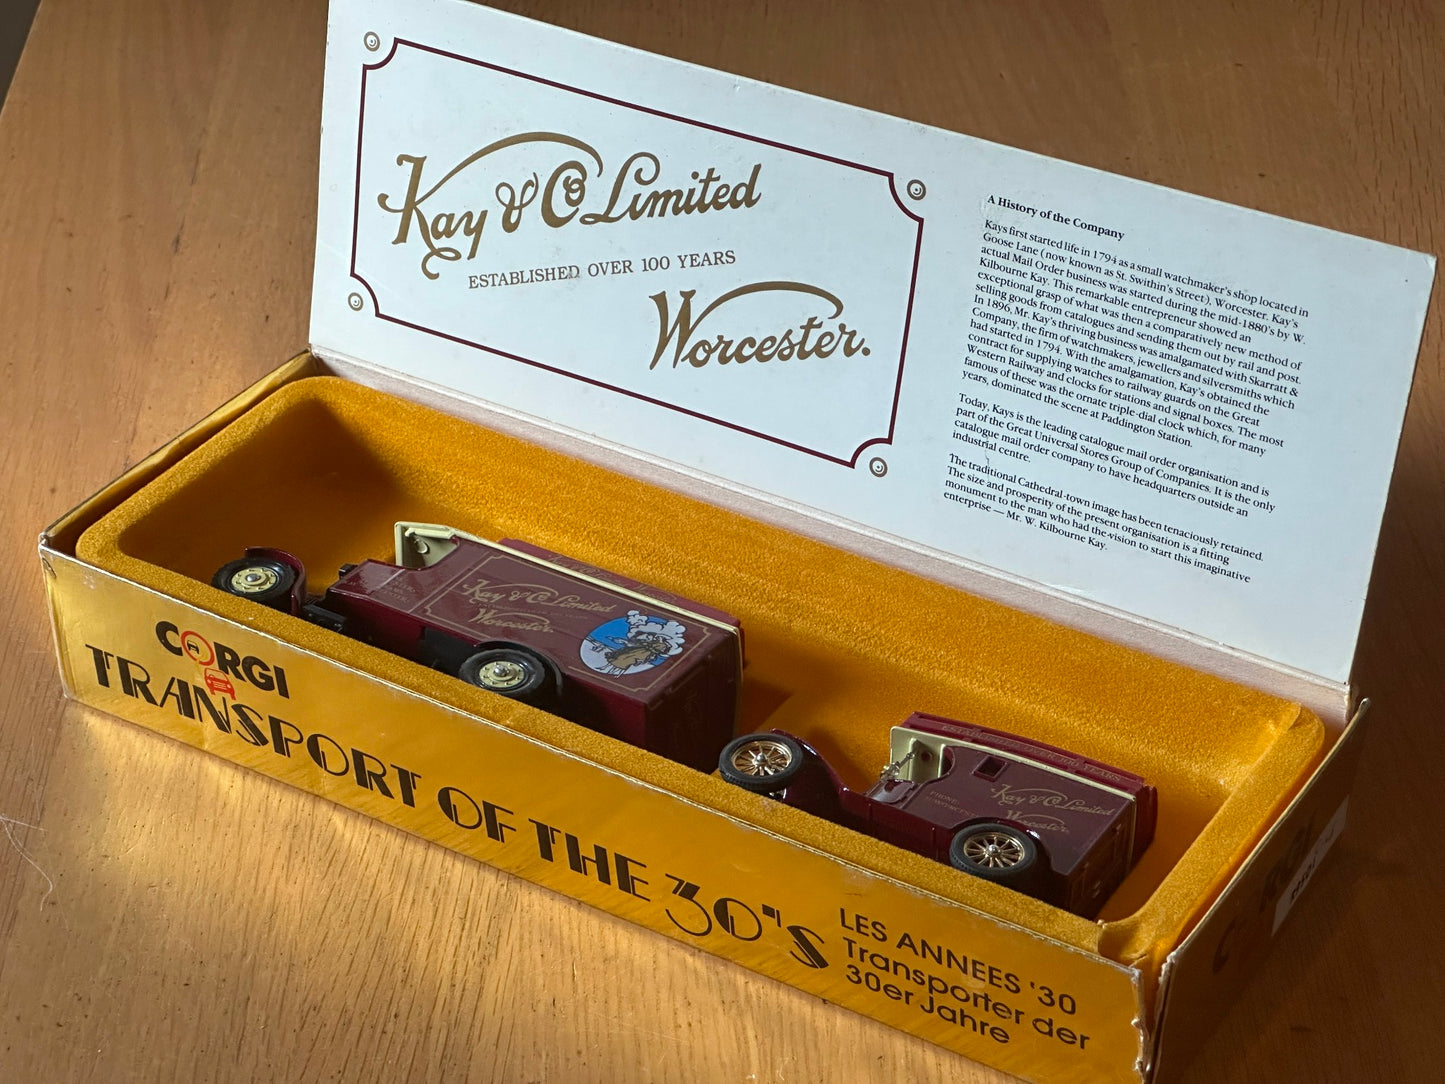 Kay & Co Limited
ESTABLISHED OVER 100 YEARS
Worcester.
A History of the Company
Kays first started life in 1794 as a small watchmaker's shop located in
Goose Lane (now known as St. Swithin's Street), Worcester. Kay's
actual Mail Order business was started during the mid-1880's by W.
Kilbourne Kay. This remarkable entrepreneur showed an
exceptional grasp of what was then a comparatively new method of
selling goods from catalogues and sending them out by rail and post.
In 1896, Mr. Kay's thriving business was amalgamated with Skarratt &
Company, the firm of watchmakers, jewellers and silversmiths which
had started in 1794. With the amalgamation, Kay's obtained the
contract for supplying watches to railway guards on the Great
Western Railway and clocks for stations and signal boxes. The most
famous of these was the ornate triple-dial clock which, for many
years, dominated the scene at Paddington Station.
Today, Kays is the leading catalogue mail order organisation and is
part of the Great Universal Stores Group of Companies. It is the only
catalogue mail order company to have headquarters outside an
industrial centre.
The traditional Cathedral-town image has been tenaciously retained.
The size and prosperity of the present organisation is a fitting
monument to the man who had the vision to start this imaginative
enterprise — Mr. W. Kilbourne Kay.
Kay & Co Limited
Worcester.
ESTABLISHED OVER 100 YEARS
Kay & Co Limited
Worcester.
CORGI
TRANSPORT OF THE 30'S
LES ANNEES '30
Transporter der
30er Jahre